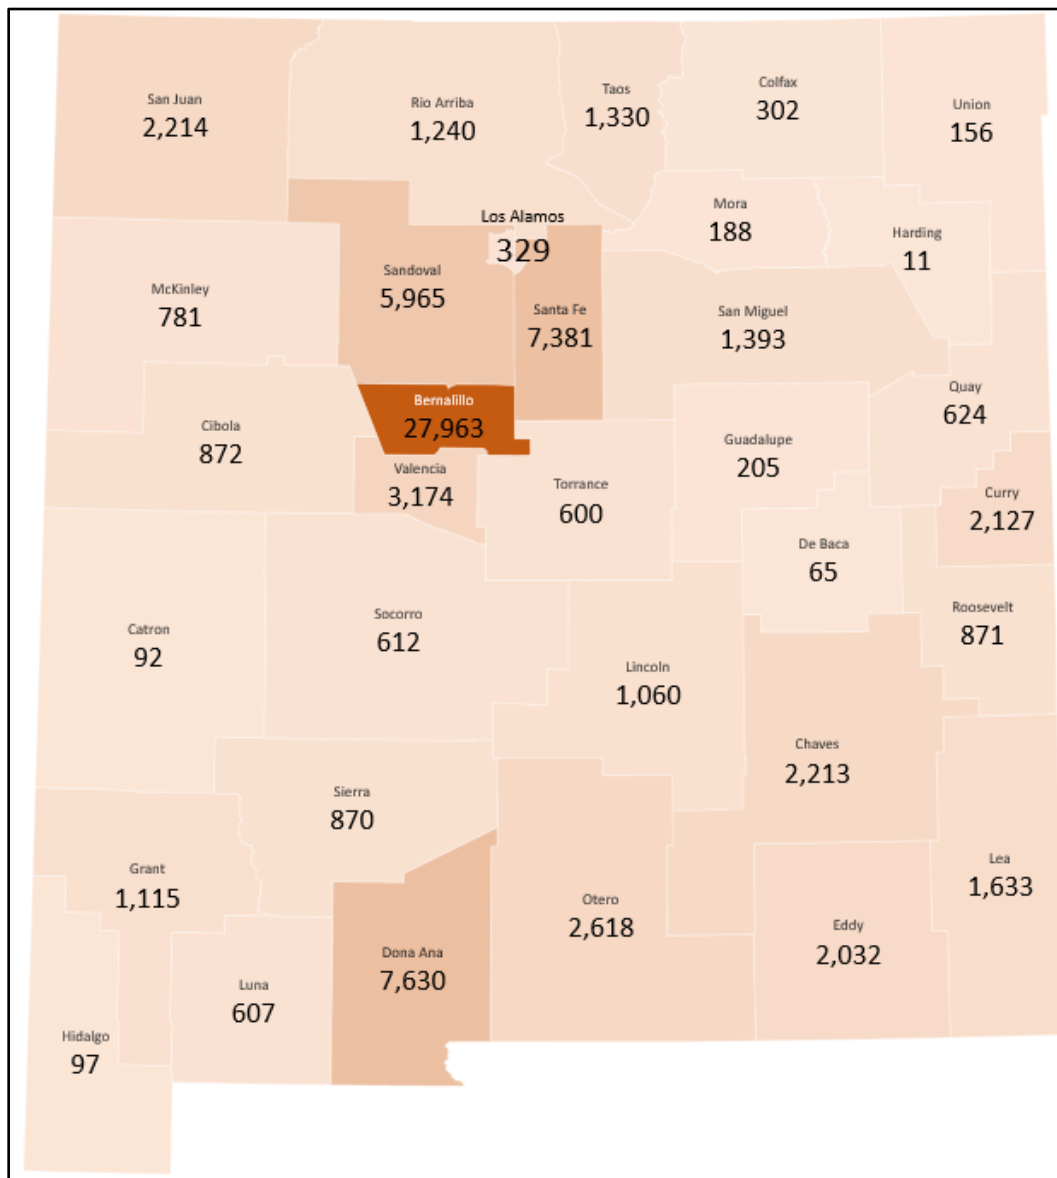 San Juan
2,214
Rio Arriba
1,240
Taos
1,330
Colfax
302
Union
156
Mora
188
Harding
11
Los Alamos
329
Sandoval
5,965
Santa Fe
7,381
McKinley
781
San Miguel
1,393
Quay
624
Bernalillo
27,963
Cibola
872
Valencia
3,174
Guadalupe
205
Torrance
600
Curry
2,127
De Baca
65
Roosevelt
871
Catron
92
Socorro
612
Lincoln
1,060
Chaves
2,213
Sierra
870
Grant
1,115
Lea
1,633
Otero
2,618
Eddy
2,032
Dona Ana
7,630
Luna
607
Hidalgo
97